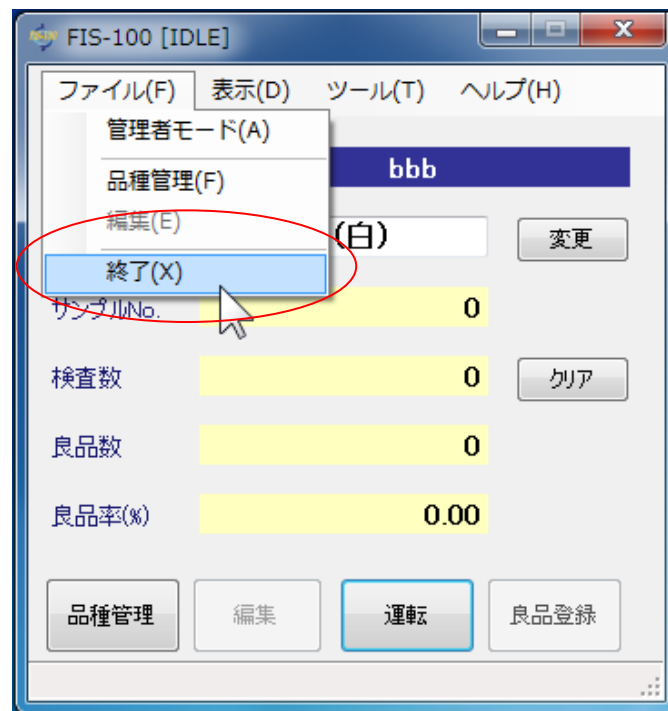 FIS-100 [IDLE]
ファイル(F) 表示(D) ツール(T) ヘルプ(H)
管理者モード(A)
品種管理(F)
編集(E)
終了(X)
bbb
(白) 変更
サンプルNo. 0
検査数 0 クリア
良品数 0
良品率(%) 0.00
品種管理 編集 運転 良品登録